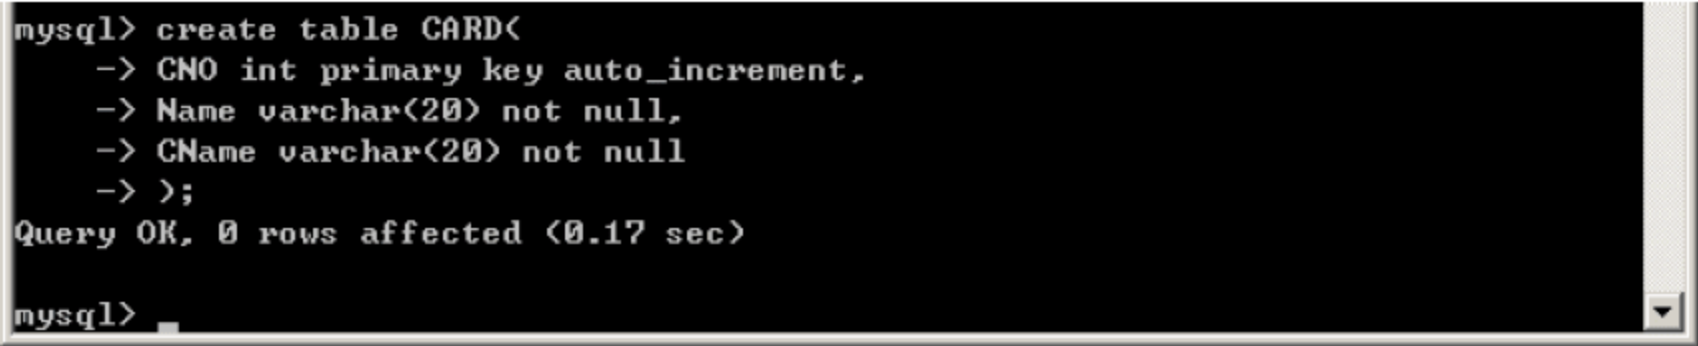 mysql> create table CARD(
    -> CNO int primary key auto_increment,
    -> Name varchar(20) not null,
    -> CName varchar(20) not null
    -> );
Query OK, 0 rows affected (0.17 sec)
mysql>